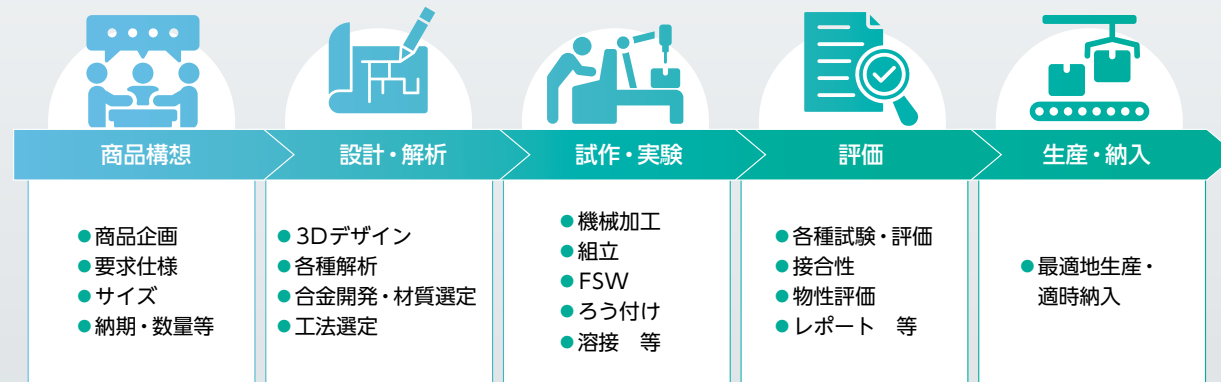 商品構想
設計・解析
試作・実験
評価
生産・納入
●商品企画
●要求仕様
●サイズ
●納期・数量等
●3Dデザイン
●各種解析
●合金開発・材質選定
●工法選定
●機械加工
●組立
●FSW
●ろう付け
●溶接　等
●各種試験・評価
●接合性
●物性評価
●レポート　等
●最適地生産・
適時納入